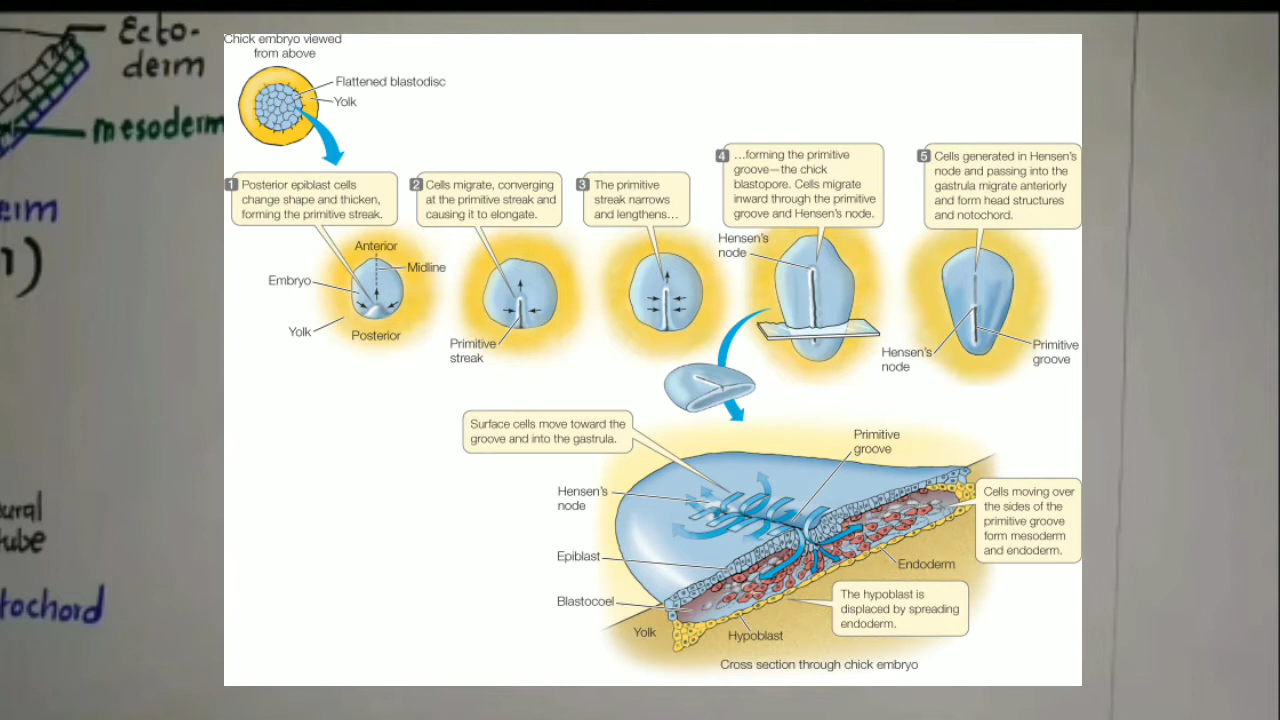 Ecto-
derm
mesoderm
1)
tube
Chick embryo viewed
from above
Flattened blastodisc
Yolk
1 Posterior epiblast cells
change shape and thicken,
forming the primitive streak.
2 Cells migrate, converging
at the primitive streak and
causing it to elongate.
3 The primitive
streak narrows
and lengthens...
4 ...forming the primitive
groove—the chick
blastopore. Cells migrate
inward through the primitive
groove and Hensen's node.
5 Cells generated in Hensen's
node and passing into the
gastrula migrate anteriorly
and form head structures
and notochord.
Anterior
Midline
Embryo
Yolk
Posterior
Primitive
streak
Hensen's
node
Hensen's
node
Primitive
groove
Surface cells move toward the
groove and into the gastrula.
Primitive
groove
Hensen's
node
Cells moving over
the sides of the
primitive groove
form mesoderm
and endoderm.
Epiblast
Endoderm
Blastocoel
The hypoblast is
displaced by spreading
endoderm.
Yolk
Hypoblast
Cross section through chick embryo